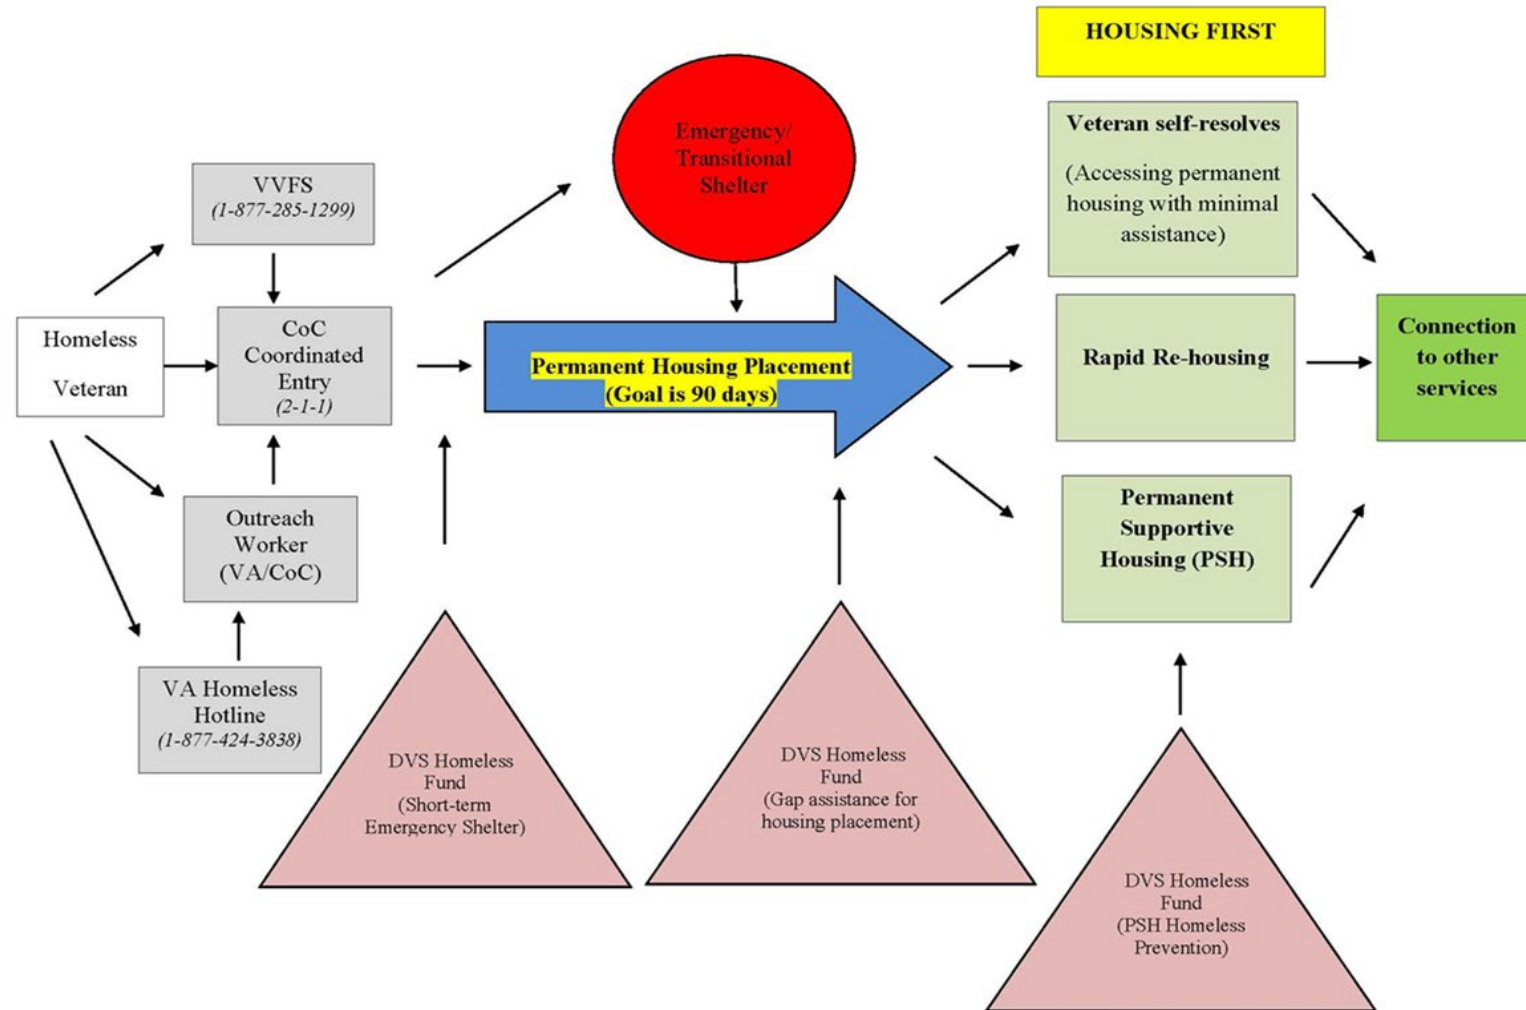 HOUSING FIRST
Emergency/
Transitional
Shelter
Veteran self-resolves
(Accessing permanent
housing with minimal
assistance)
VVFS
(1-877-285-1299)
Homeless
Veteran
CoC
Coordinated
Entry
(2-1-1)
Permanent Housing Placement
(Goal is 90 days)
Rapid Re-housing
Connection
to other
services
Outreach
Worker
(VA/CoC)
Permanent
Supportive
Housing (PSH)
VA Homeless
Hotline
(1-877-424-3838)
DVS Homeless
Fund
(Short-term
Emergency Shelter)
DVS Homeless
Fund
(Gap assistance for
housing placement)
DVS Homeless
Fund
(PSH Homeless
Prevention)